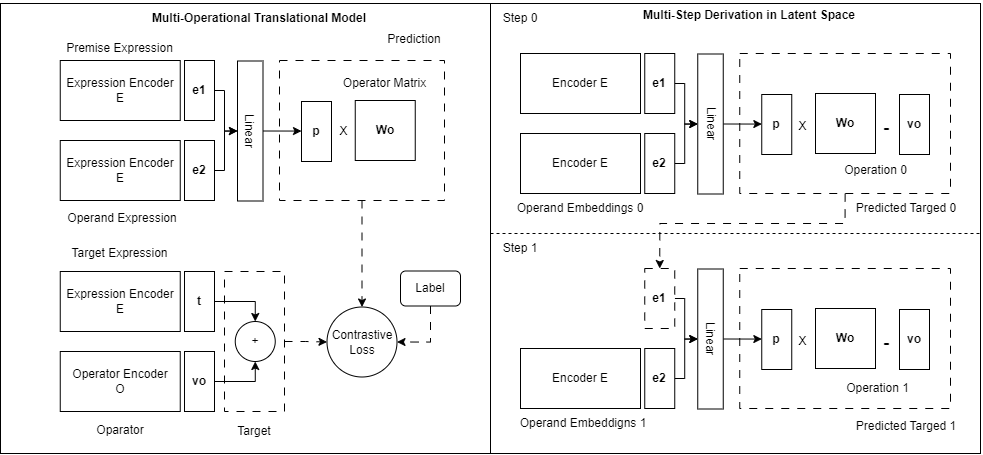 Multi-Operational Translational Model
Premise Expression
Prediction
Expression Encoder
E
e1
Linear
Operator Matrix
p
X
Wo
Expression Encoder
E
e2
Operand Expression
Target Expression
Expression Encoder
E
t
+
Label
Contrastive
Loss
Operator Encoder
O
vo
Oparator
Target
Step 0
Multi-Step Derivation in Latent Space
Encoder E
e1
Linear
p
X
Wo
-
vo
Encoder E
e2
Operation 0
Operand Embeddings 0
Predicted Targed 0
Step 1
e1
Linear
p
X
Wo
-
vo
Encoder E
e2
Operation 1
Operand Embeddigns 1
Predicted Targed 1